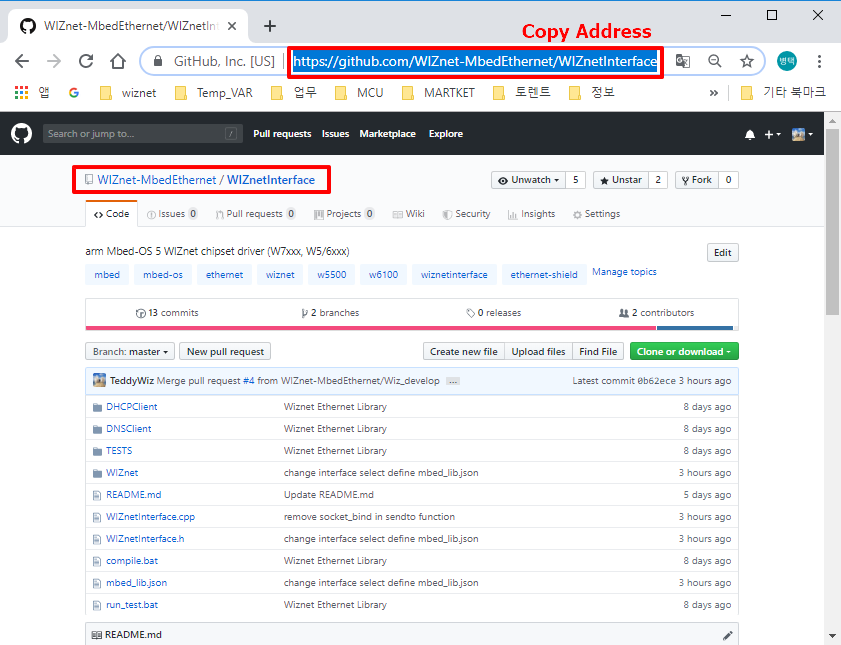 WIZnet-MbedEthernet/WIZnetInt
Copy Address
GitHub, Inc. [US] https://github.com/WIZnet-MbedEthernet/WIZnetInterface 병택
앱 G wiznet Temp_VAR 업무 MCU MARTKET 토렌트 정보 » 기타 북마크
Search or jump to... / Pull requests Issues Marketplace Explore
WIZnet-MbedEthernet / WIZnetInterface Unwatch 5 Unstar 2 Fork 0
Code Issues 0 Pull requests 0 Projects 0 Wiki Security Insights Settings
arm Mbed-OS 5 WIZnet chipset driver (W7xxx, W5/6xxx) Edit
mbed mbed-os ethernet wiznet w5500 w6100 wiznetinterface ethernet-shield Manage topics
13 commits 2 branches 0 releases 2 contributors
Branch: master New pull request Create new file Upload files Find File Clone or download
TeddyWiz Merge pull request #4 from WIZnet-MbedEthernet/Wiz_develop ... Latest commit 0b62ece 3 hours ago
DHCPClient Wiznet Ethernet Library 8 days ago
DNSClient Wiznet Ethernet Library 8 days ago
TESTS Wiznet Ethernet Library 8 days ago
WIZnet change interface select define mbed_lib.json 3 hours ago
README.md Update README.md 5 days ago
WIZnetInterface.cpp remove socket_bind in sendto function 3 hours ago
WIZnetInterface.h change interface select define mbed_lib.json 3 hours ago
compile.bat Wiznet Ethernet Library 8 days ago
mbed_lib.json change interface select define mbed_lib.json 3 hours ago
run_test.bat Wiznet Ethernet Library 8 days ago
README.md